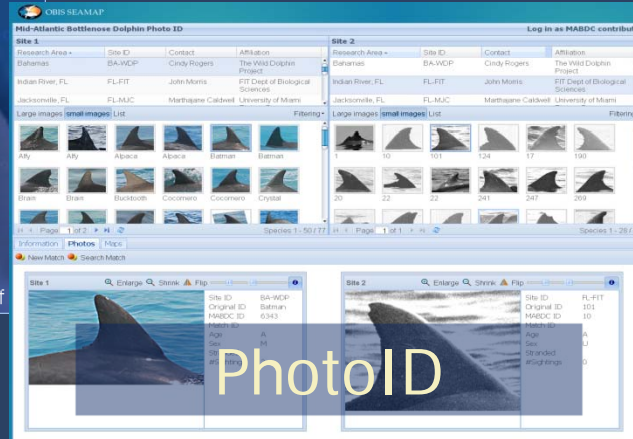 OBIS SEAMAP
Mid-Atlantic Bottlenose Dolphin Photo ID
Log in as MABDC contribut
Site 1
Research Area
Site ID
Contact
Affiliation
Bahamas
BA-WDP
Cindy Rogers
The Wild Dolphin
Project
Indian River, FL
FL-FIT
John Morris
FIT Dept of Biological
Sciences
Jacksonville, FL
FL-MJC
Marthajane Caldwell
University of Miami
Large images
small images
List
Filtering
Alfy
Alfy
Alpaca
Alpaca
Batman
Batman
Brain
Brain
Bucktooth
Cocomero
Cocomero
Crystal
Page 1 of 2
Species 1 - 50 / 77
Site 2
Research Area
Site ID
Contact
Affiliation
Bahamas
BA-WDP
Cindy Rogers
The Wild Dolphin
Project
Indian River, FL
FL-FIT
John Morris
FIT Dept of Biological
Sciences
Jacksonville, FL
FL-MJC
Marthajane Caldwell
University of Miami
Large images
small images
List
Filtering
1
10
101
124
17
190
20
22
22
241
247
269
Page 1 of 1
Species 1 - 28 /
Information
Photos
Maps
New Match
Search Match
Site 1
Enlarge
Shrink
Flip
Site ID BA-WDP
Original ID Batman
MABDC ID 6343
Match ID
Age A
Sex M
Stranded
#Sightings
Site 2
Enlarge
Shrink
Flip
Site ID FL-FIT
Original ID 101
MABDC ID 10
Match ID
Age A
Sex U
Stranded
#Sightings 0
PhotoID
f